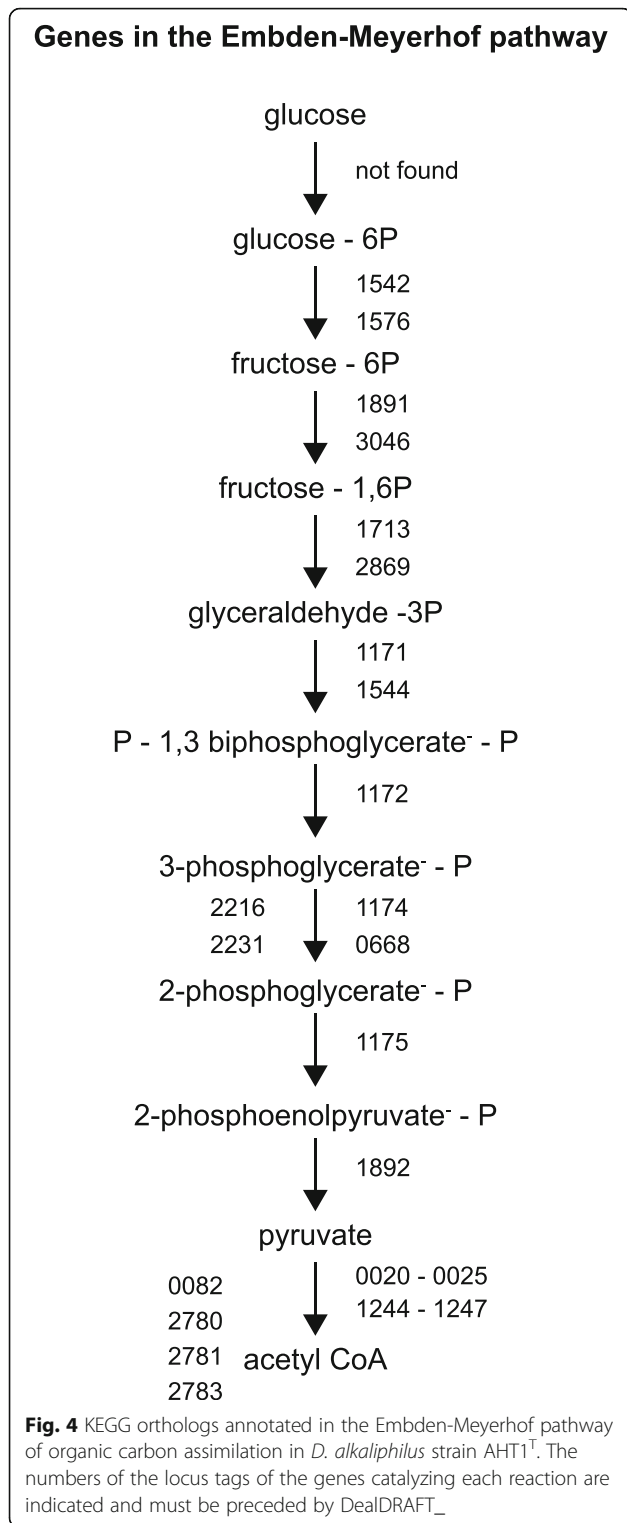 Genes in the Embden-Meyerhof pathway
glucose
not found
glucose - 6P
1542
1576
fructose - 6P
1891
3046
fructose - 1,6P
1713
2869
glyceraldehyde -3P
1171
1544
P - 1,3 biphosphoglycerate⁻ - P
1172
3-phosphoglycerate⁻ - P
2216 1174
2231 0668
2-phosphoglycerate⁻ - P
1175
2-phosphoenolpyruvate⁻ - P
1892
pyruvate
0082 0020 - 0025
2780 1244 - 1247
2781 acetyl CoA
2783
Fig. 4 KEGG orthologs annotated in the Embden-Meyerhof pathway
of organic carbon assimilation in D. alkaliphilus strain AHT1ᵀ. The
numbers of the locus tags of the genes catalyzing each reaction are
indicated and must be preceded by DealDRAFT_